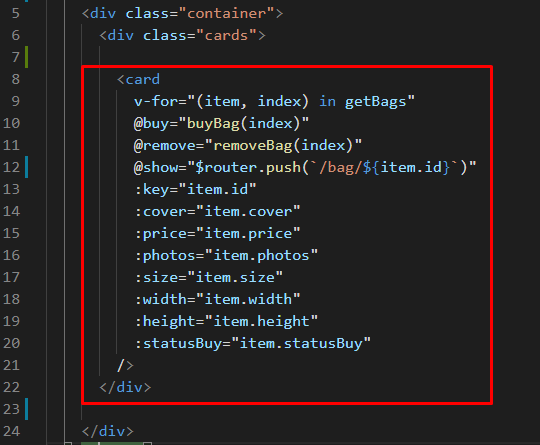 5 <div class="container">
6 <div class="cards">
7
8 <card
9 v-for="(item, index) in getBags"
10 @buy="buyBag(index)"
11 @remove="removeBag(index)"
12 @show="$router.push(`/bag/${item.id}`)"
13 :key="item.id"
14 :cover="item.cover"
15 :price="item.price"
16 :photos="item.photos"
17 :size="item.size"
18 :width="item.width"
19 :height="item.height"
20 :statusBuy="item.statusBuy"
21 />
22 </div>
23
24 </div>